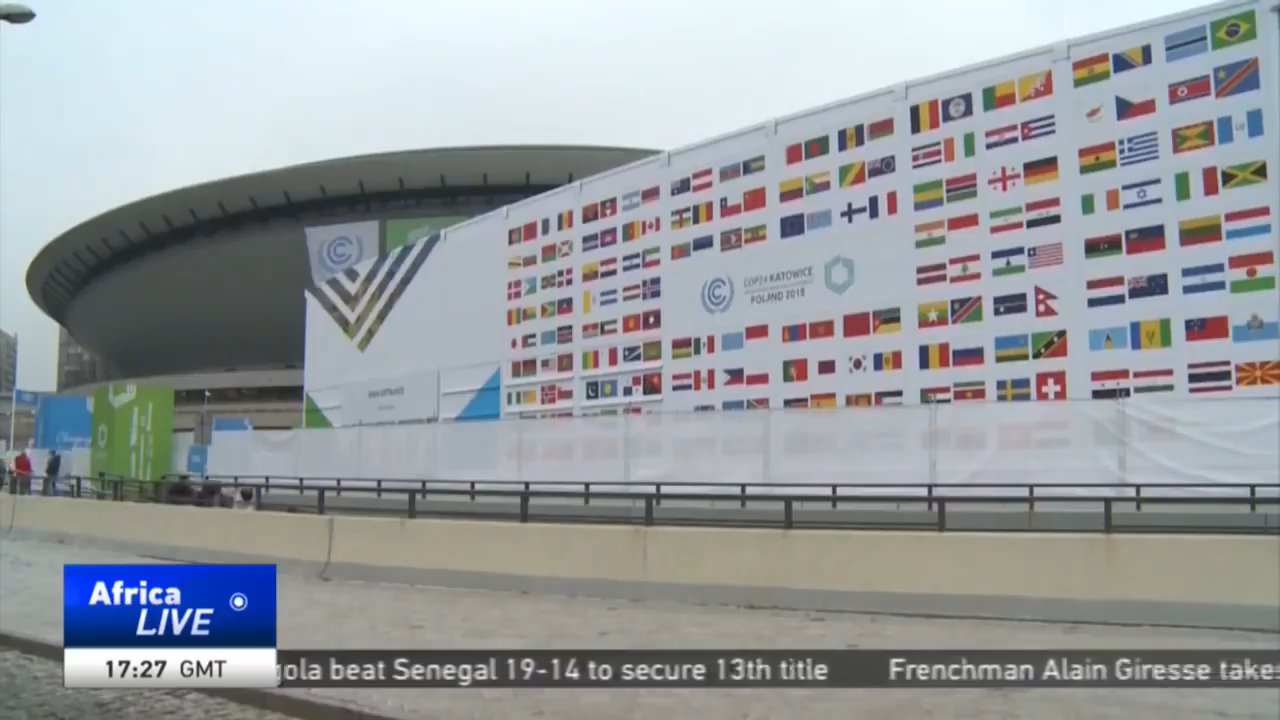 COP24 KATOWICE
POLAND 2018
Africa
LIVE
17:27 GMT
gola beat Senegal 19-14 to secure 13th title Frenchman Alain Giresse take